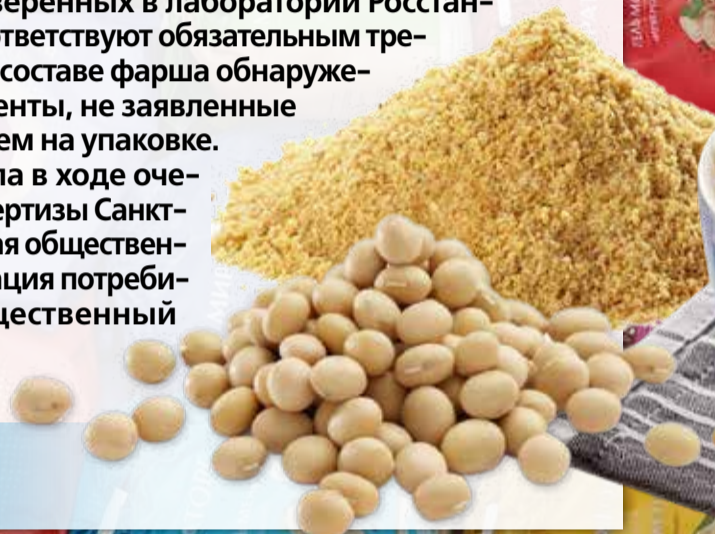 веренных в лаборатории Росстан-
ответствуют обязательным тре-
составе фарша обнаруже-
енты, не заявленные
ем на упаковке.
ла в ходе оче-
ертизы Санкт-
ая обществен-
ация потреби-
щественный